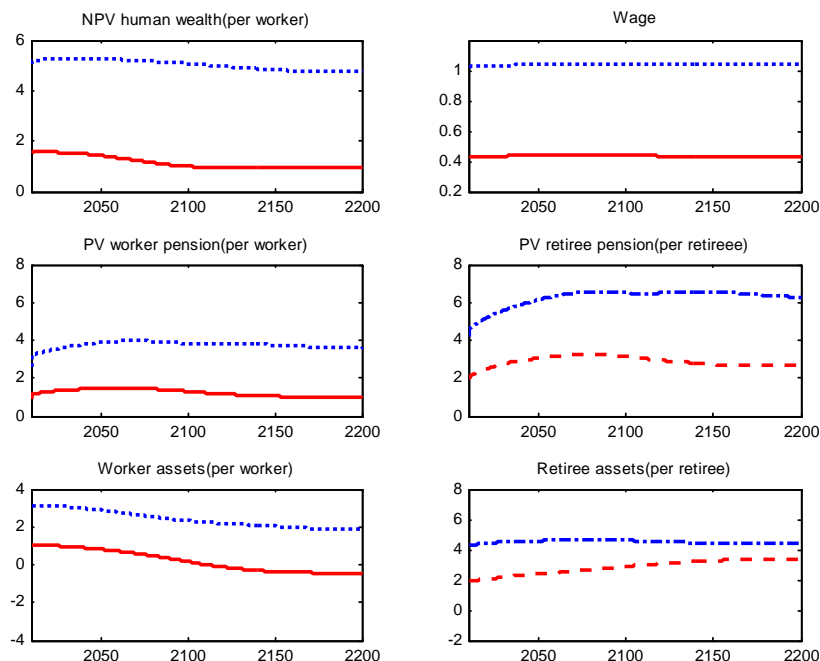 NPV human wealth(per worker)
6
4
2
0
2050 2100 2150 2200
Wage
1
0.8
0.6
0.4
0.2
2050 2100 2150 2200
PV worker pension(per worker)
8
6
4
2
0
2050 2100 2150 2200
PV retiree pension(per retireee)
8
6
4
2
0
2050 2100 2150 2200
Worker assets(per worker)
4
2
0
-2
-4
2050 2100 2150 2200
Retiree assets(per retiree)
8
6
4
2
0
-2
2050 2100 2150 2200